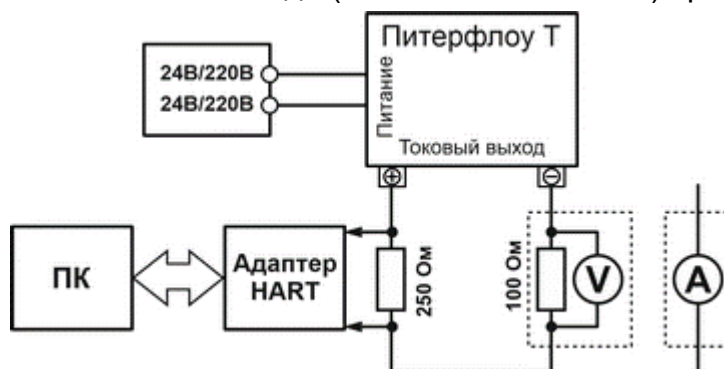 Питерфлоу Т
24В/220В
24В/220В
Питание
Токовый выход
ПК
Адаптер
HART
250 Ом
100 Ом
V
A